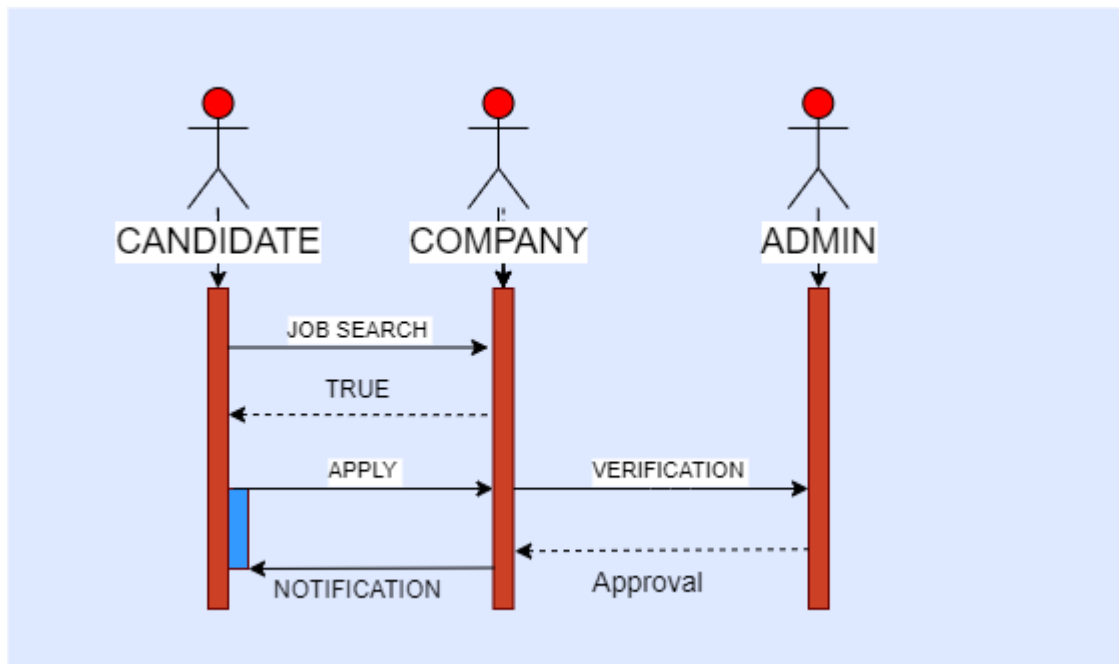 CANDIDATE
COMPANY
ADMIN
JOB SEARCH
TRUE
APPLY
VERIFICATION
NOTIFICATION
Approval